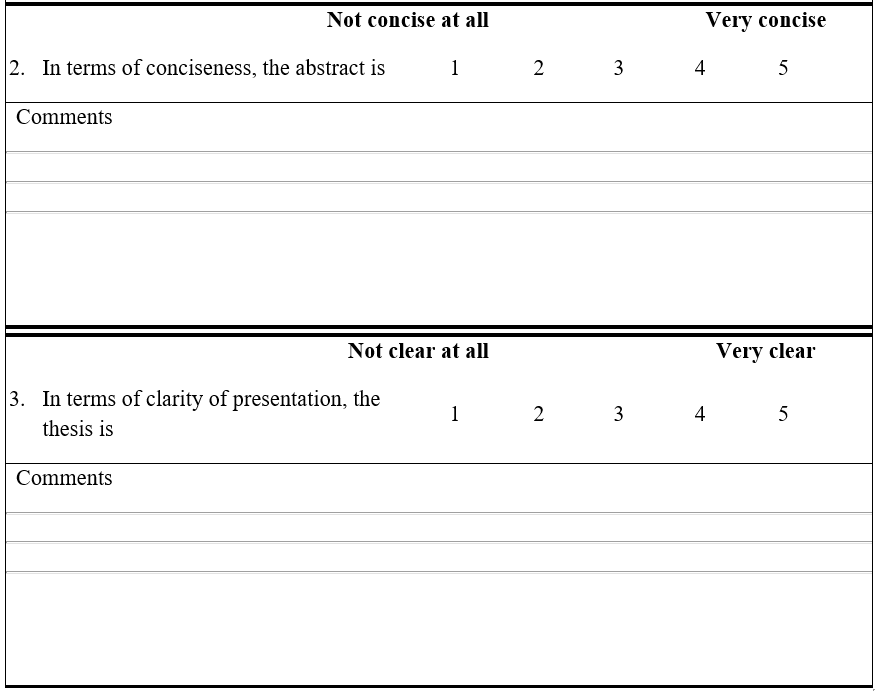 Not concise at all Very concise
2. In terms of conciseness, the abstract is 1 2 3 4 5
Comments
Not clear at all Very clear
3. In terms of clarity of presentation, the
thesis is 1 2 3 4 5
Comments